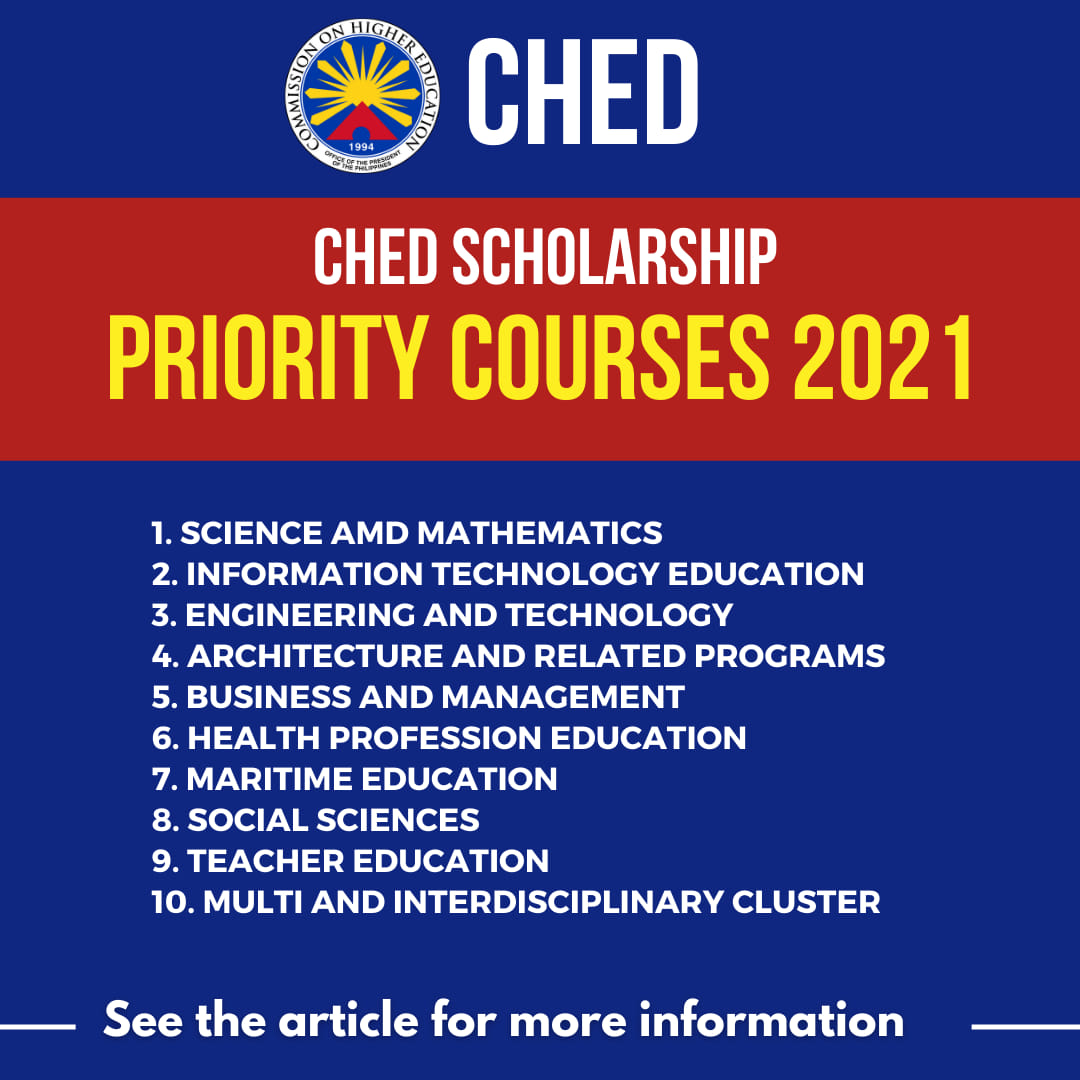 COMMISSION ON HIGHER EDUCATION
1994
OFFICE OF THE PRESIDENT
OF THE PHILIPPINES
CHED
CHED SCHOLARSHIP
PRIORITY COURSES 2021
1. SCIENCE AMD MATHEMATICS
2. INFORMATION TECHNOLOGY EDUCATION
3. ENGINEERING AND TECHNOLOGY
4. ARCHITECTURE AND RELATED PROGRAMS
5. BUSINESS AND MANAGEMENT
6. HEALTH PROFESSION EDUCATION
7. MARITIME EDUCATION
8. SOCIAL SCIENCES
9. TEACHER EDUCATION
10. MULTI AND INTERDISCIPLINARY CLUSTER
See the article for more information